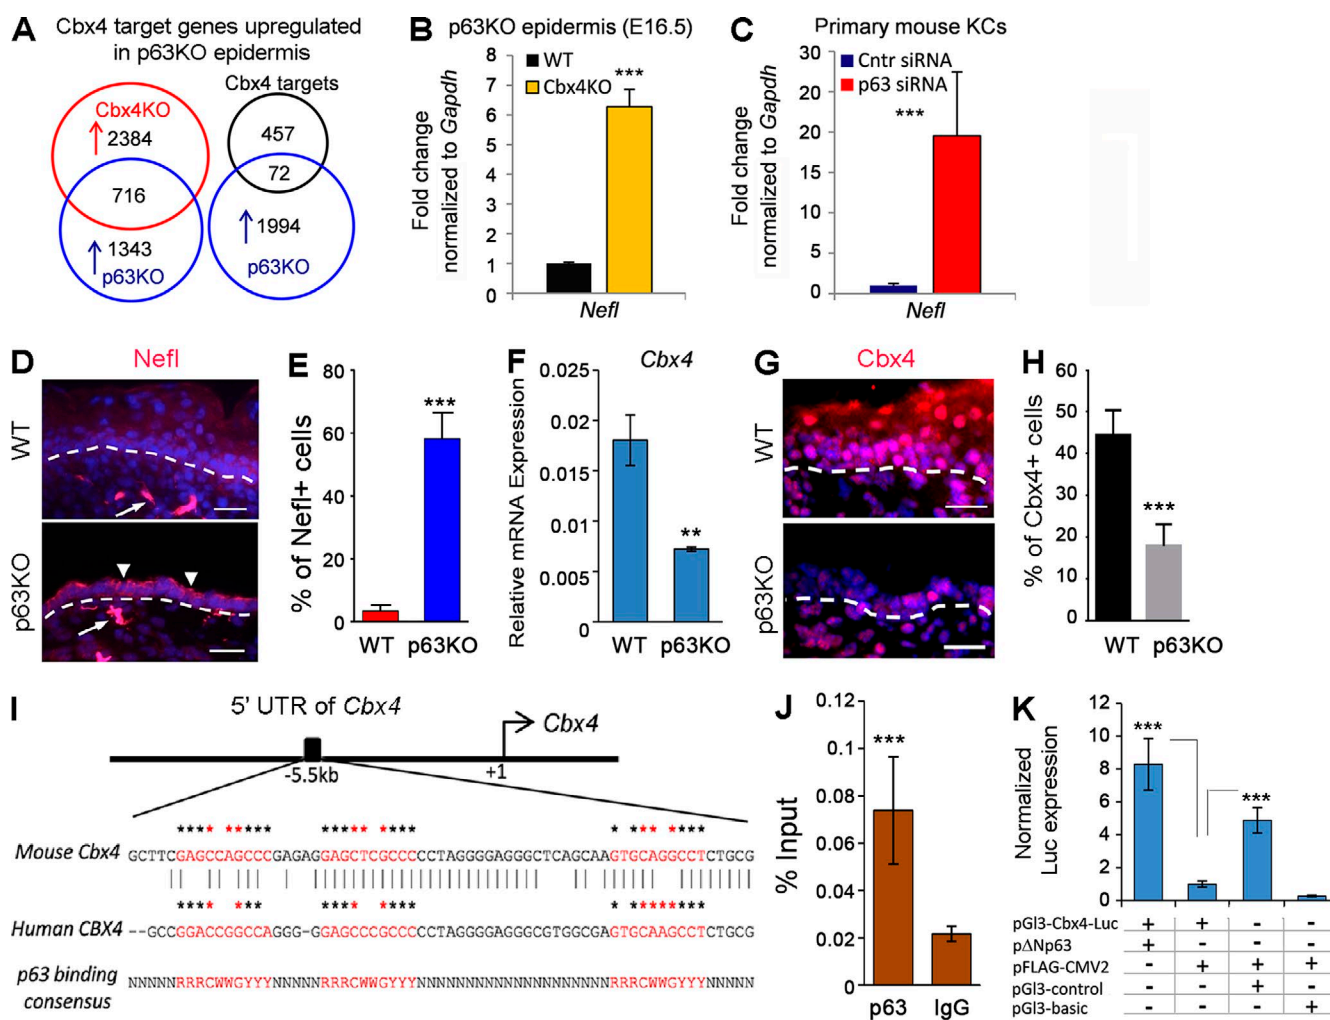 A
Cbx4 target genes upregulated
in p63KO epidermis
Cbx4KO
2384
716
1343
p63KO
Cbx4 targets
457
72
1994
p63KO
B
p63KO epidermis (E16.5)
Fold change
normalized to Gapdh
8
7
6
5
4
3
2
1
0
WT
Cbx4KO
***
Nefl
C
Primary mouse KCs
Fold change
normalized to Gapdh
30
25
20
15
10
5
0
Cntr siRNA
p63 siRNA
***
Nefl
D
Nefl
WT
p63KO
E
% of Nefl+ cells
80
60
40
20
0
***
WT p63KO
F
Cbx4
Relative mRNA Expression
0.025
0.02
0.015
0.01
0.005
0
**
WT p63KO
G
Cbx4
WT
p63KO
H
% of Cbx4+ cells
60
50
40
30
20
10
0
***
WT p63KO
I
5' UTR of Cbx4
Cbx4
-5.5kb
+1
***** ** * ***** * **** * *** ***
Mouse Cbx4 GCTTCGAGCCAGCCCGAGAGGAGCTCGCCCCCTAGGGGAGGGCTCAGCAAGTGCAGGCCTCTGCG
Human CBX4 --GCCGGACCGGCCAGGG-GGAGCCCGCCCCCTAGGGGAGGGCGTGGCGAGTGCAAGCCTCTGCG
p63 binding
consensus
NNNNNRRRCWWGYYYNNNNNRRRCWWGYYYNNNNNNNNNNNNNNNNNNNNRRRCWWGYYYNNNNN
J
% Input
0.12
0.1
0.08
0.06
0.04
0.02
0
***
p63 IgG
K
Normalized
Luc expression
12
10
8
6
4
2
0
***
***
pGl3-Cbx4-Luc + + - -
pΔNp63 + - - -
pFLAG-CMV2 - + + +
pGl3-control - - + -
pGl3-basic - - - +